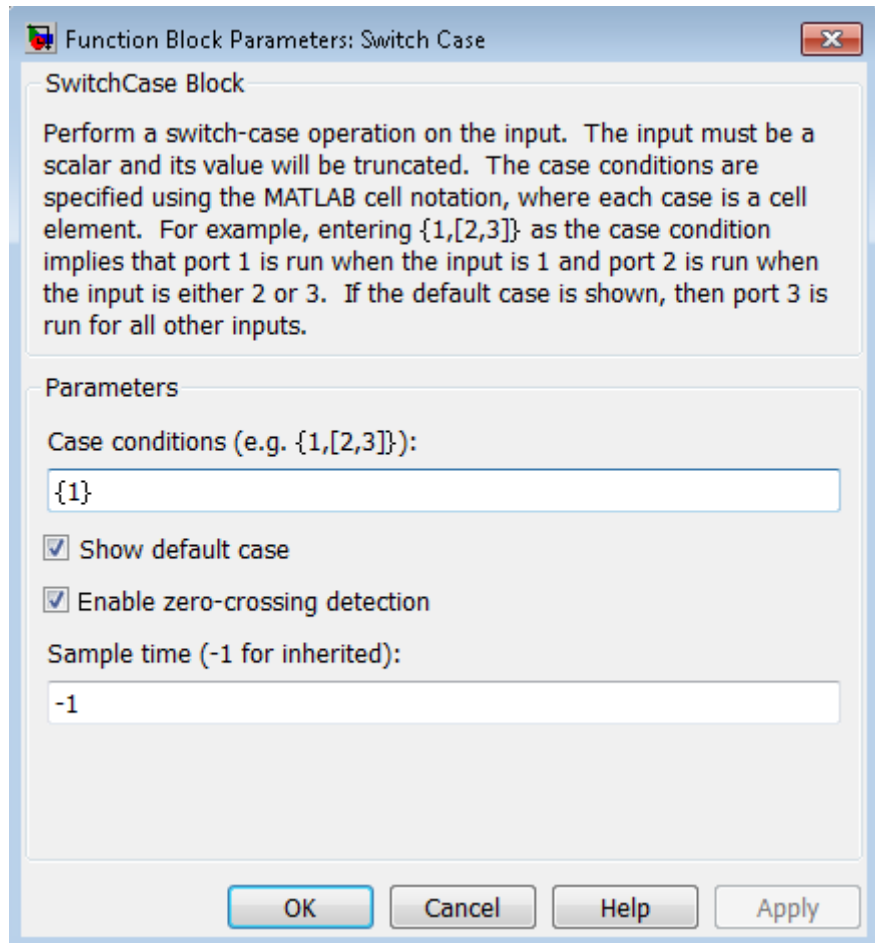 Function Block Parameters: Switch Case
SwitchCase Block
Perform a switch-case operation on the input.  The input must be a
scalar and its value will be truncated.  The case conditions are
specified using the MATLAB cell notation, where each case is a cell
element.  For example, entering {1,[2,3]} as the case condition
implies that port 1 is run when the input is 1 and port 2 is run when
the input is either 2 or 3.  If the default case is shown, then port 3 is
run for all other inputs.
Parameters
Case conditions (e.g. {1,[2,3]}):
{1}
Show default case
Enable zero-crossing detection
Sample time (-1 for inherited):
-1
OK Cancel Help Apply